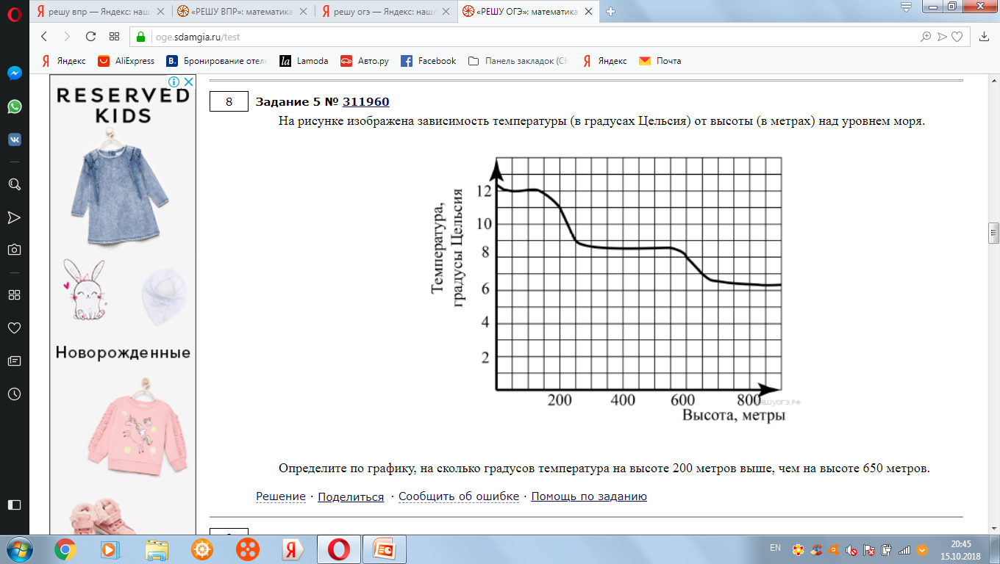 решу впр — Яндекс: наш
«РЕШУ ВПР»: математика
решу огэ — Яндекс: нашл
«РЕШУ ОГЭ»: математика
oge.sdamgia.ru/test
Яндекс
AliExpress
Бронирование отеле
Lamoda
Авто.ру
Facebook
Панель закладок (Ch
Яндекс
Почта
RESERVED
KIDS
Новорожденные
8
Задание 5 № 311960
На рисунке изображена зависимость температуры (в градусах Цельсия) от высоты (в метрах) над уровнем моря.
Температура,
градусы Цельсия
12
10
8
6
4
2
200 400 600 800
Высота, метры
Определите по графику, на сколько градусов температура на высоте 200 метров выше, чем на высоте 650 метров.
Решение · Поделиться · Сообщить об ошибке · Помощь по заданию
EN
20:45
15.10.2018